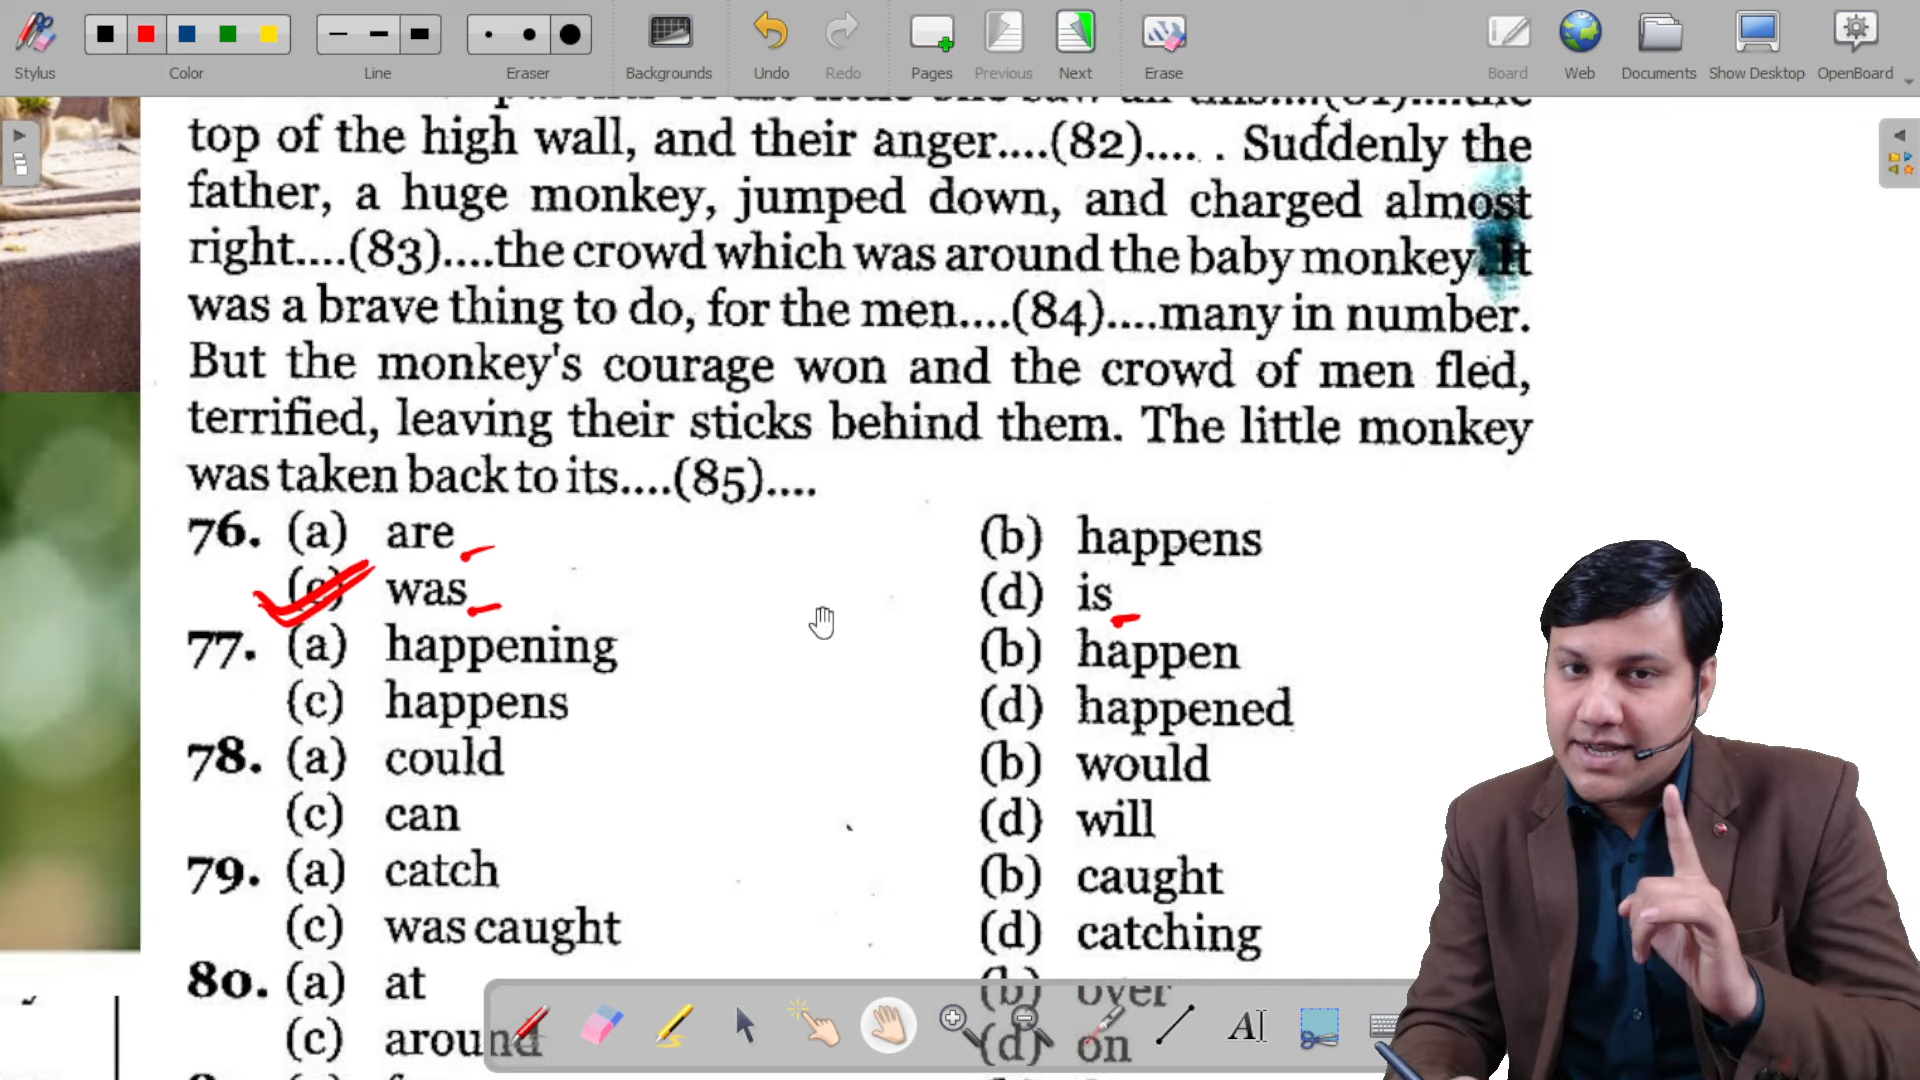 Stylus
Color
Line
Eraser
Backgrounds
Undo
Redo
Pages
Previous
Next
Erase
Board
Web
Documents
Show Desktop
OpenBoard
top of the high wall, and their anger....(82).... . Suddenly the
father, a huge monkey, jumped down, and charged almost
right....(83)....the crowd which was around the baby monkey. It
was a brave thing to do, for the men....(84)....many in number.
But the monkey's courage won and the crowd of men fled,
terrified, leaving their sticks behind them. The little monkey
was taken back to its....(85)....
76. (a) are (b) happens
(c) was (d) is
77. (a) happening (b) happen
(c) happens (d) happened
78. (a) could (b) would
(c) can (d) will
79. (a) catch (b) caught
(c) was caught (d) catching
80. (a) at (b) over
(c) around (d) on